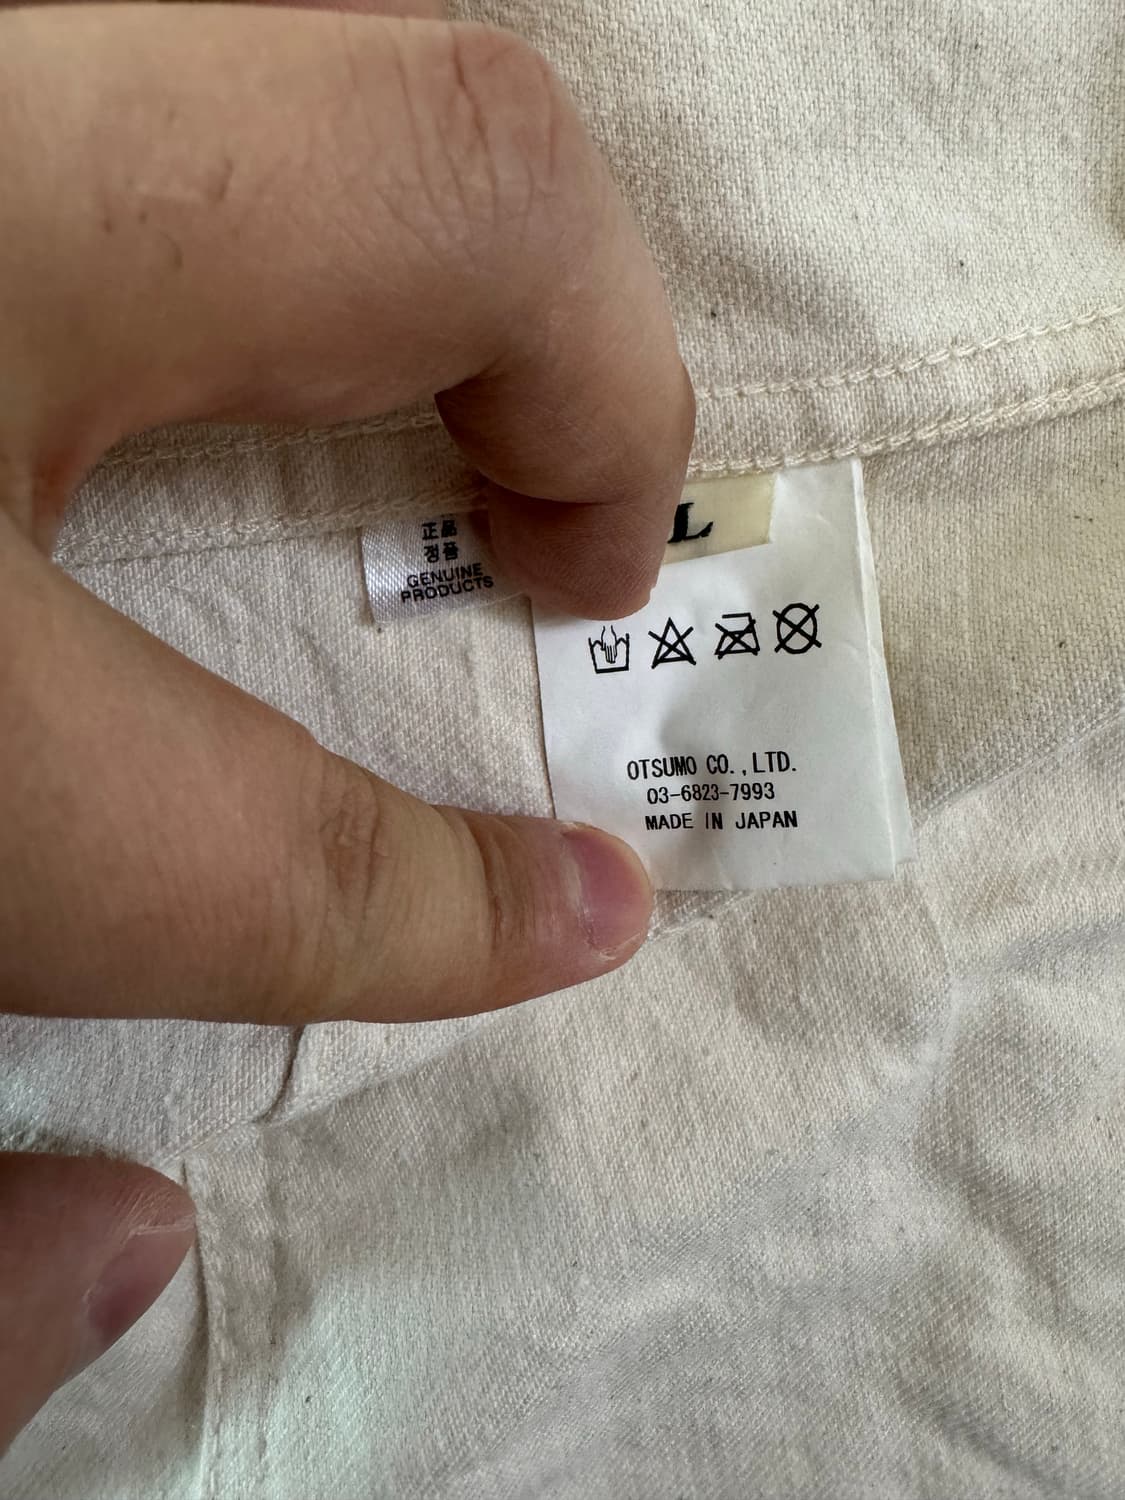 正品
정품
GENUINE
PRODUCTS
L
OTSUMO CO.,LTD.
03-6823-7993
MADE IN JAPAN